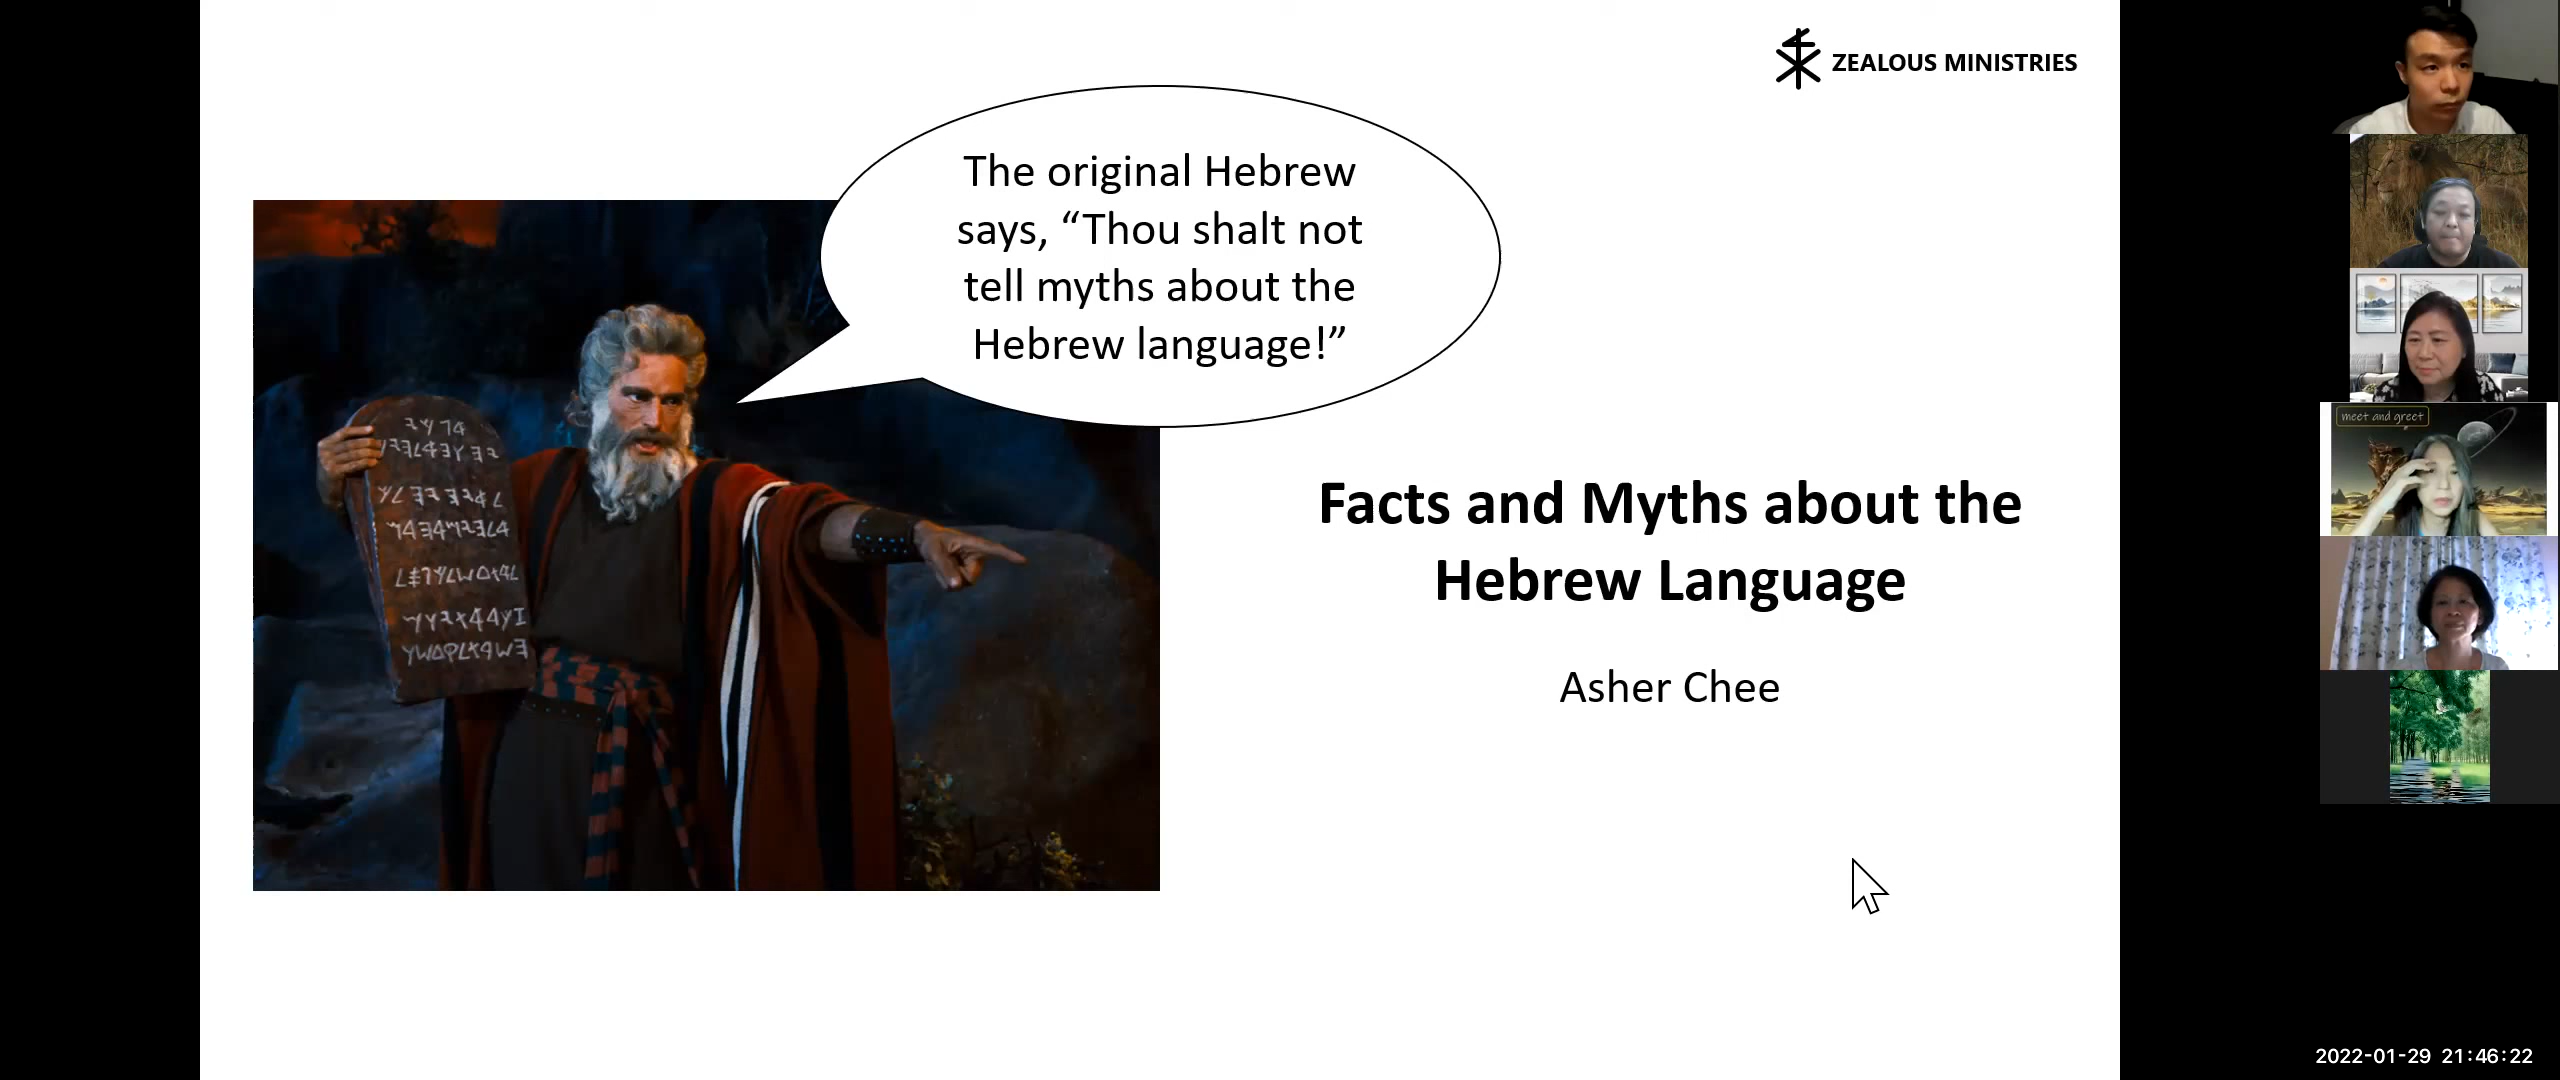 ZEALOUS MINISTRIES
The original Hebrew
says, “Thou shalt not
tell myths about the
Hebrew language!”
Facts and Myths about the
Hebrew Language
Asher Chee
meet and greet
2022-01-29 21:46:22